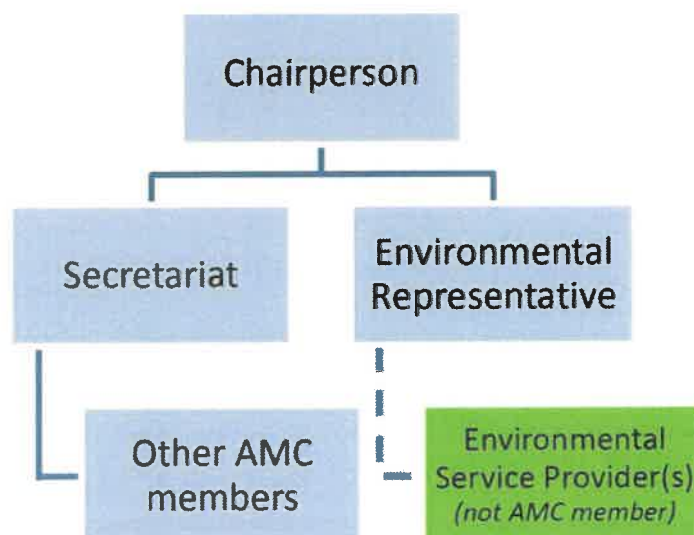 Chairperson
Secretariat
Environmental
Representative
Other AMC
members
Environmental
Service Provider(s)
(not AMC member)